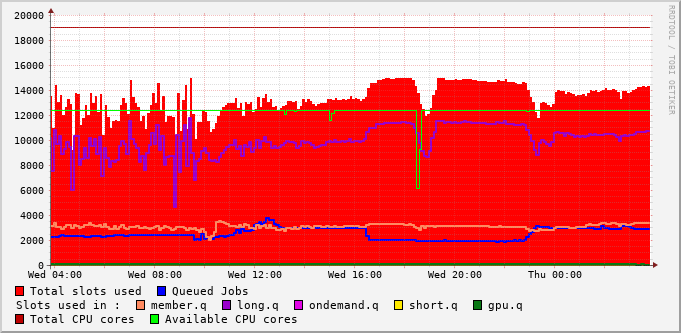 20000
18000
16000
14000
12000
10000
8000
6000
4000
2000
0
Wed 04:00 Wed 08:00 Wed 12:00 Wed 16:00 Wed 20:00 Thu 00:00
Total slots used Queued Jobs
Slots used in : member.q long.q ondemand.q short.q gpu.q
Total CPU cores Available CPU cores
RRDTOOL / TOBI OETIKER